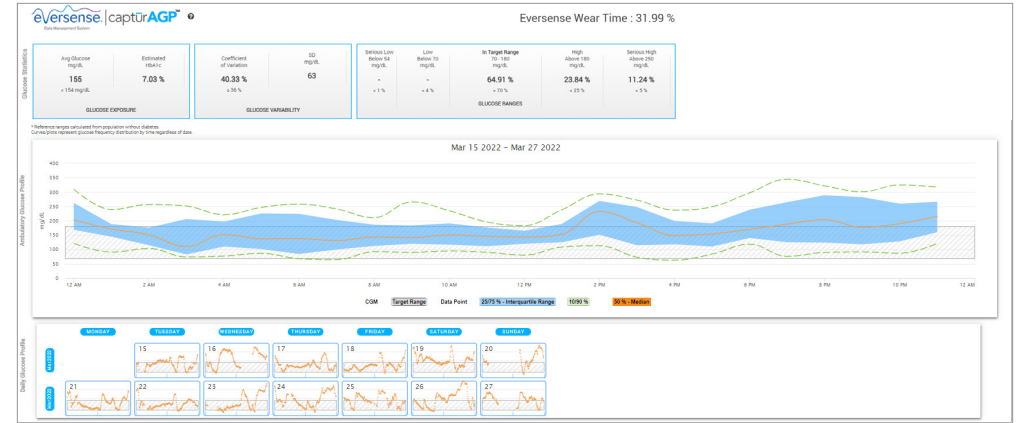 eversense. | captūrAGP™ ?
Data Management System
Eversense Wear Time : 31.99 %
Glucose Statistics
Avg Glucose
mg/dL
155
< 154 mg/dL
Estimated
HbA1c
7.03 %
GLUCOSE EXPOSURE
Coefficient
of Variation
40.33 %
≤ 36 %
SD
mg/dL
63
GLUCOSE VARIABILITY
Serious Low
Below 54
mg/dL
-
< 1 %
Low
Below 70
mg/dL
-
< 4 %
In Target Range
70 - 180
mg/dL
64.91 %
> 70 %
High
Above 180
mg/dL
23.84 %
< 25 %
Serious High
Above 250
mg/dL
11.24 %
< 5 %
GLUCOSE RANGES
* Reference ranges calculated from population without diabetes.
Curves/plots represent glucose frequency distribution by time regardless of date.
Mar 15 2022 - Mar 27 2022
Ambulatory Glucose Profile
mg/dL
400
350
300
250
200
150
100
50
0
12 AM 2 AM 4 AM 6 AM 8 AM 10 AM 12 PM 2 PM 4 PM 6 PM 8 PM 10 PM 12 AM
CGM Target Range Data Point 25/75 % - Interquartile Range 10/90 % 50 % - Median
Daily Glucose Profile
MONDAY TUESDAY WEDNESDAY THURSDAY FRIDAY SATURDAY SUNDAY
Mar2022
15 16 17 18 19 20
Mar2022
21 22 23 24 25 26 27